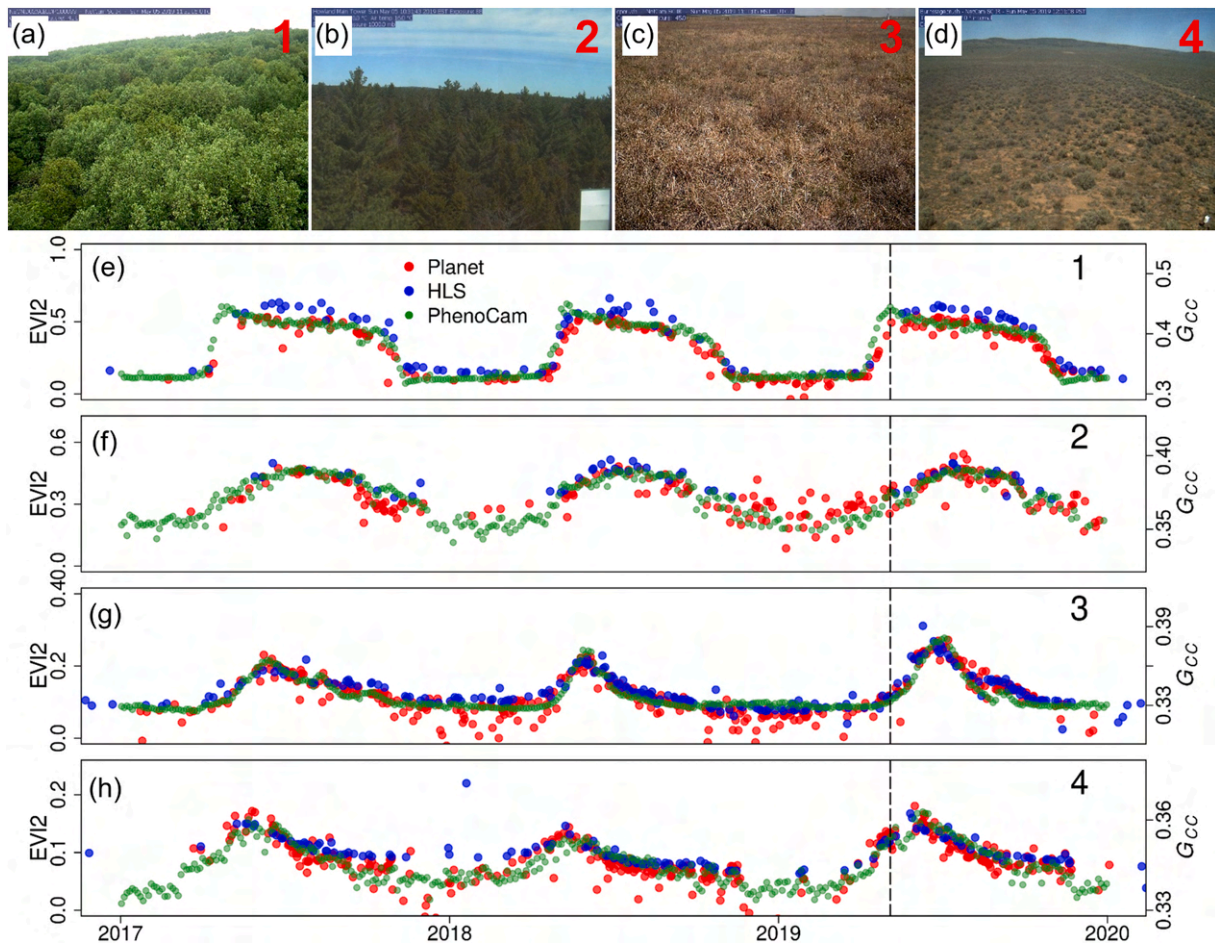 (a) 1 (b) 2 (c) 3 (d) 4
(e) 1
Planet
HLS
PhenoCam
EVI2
1.0
0.5
0.0
Gcc
0.5
0.4
0.3
(f) 2
EVI2
0.6
0.3
0.0
Gcc
0.40
0.35
(g) 3
EVI2
0.40
0.2
0.0
Gcc
0.39
0.33
(h) 4
EVI2
0.2
0.1
0.0
Gcc
0.36
0.33
2017 2018 2019 2020